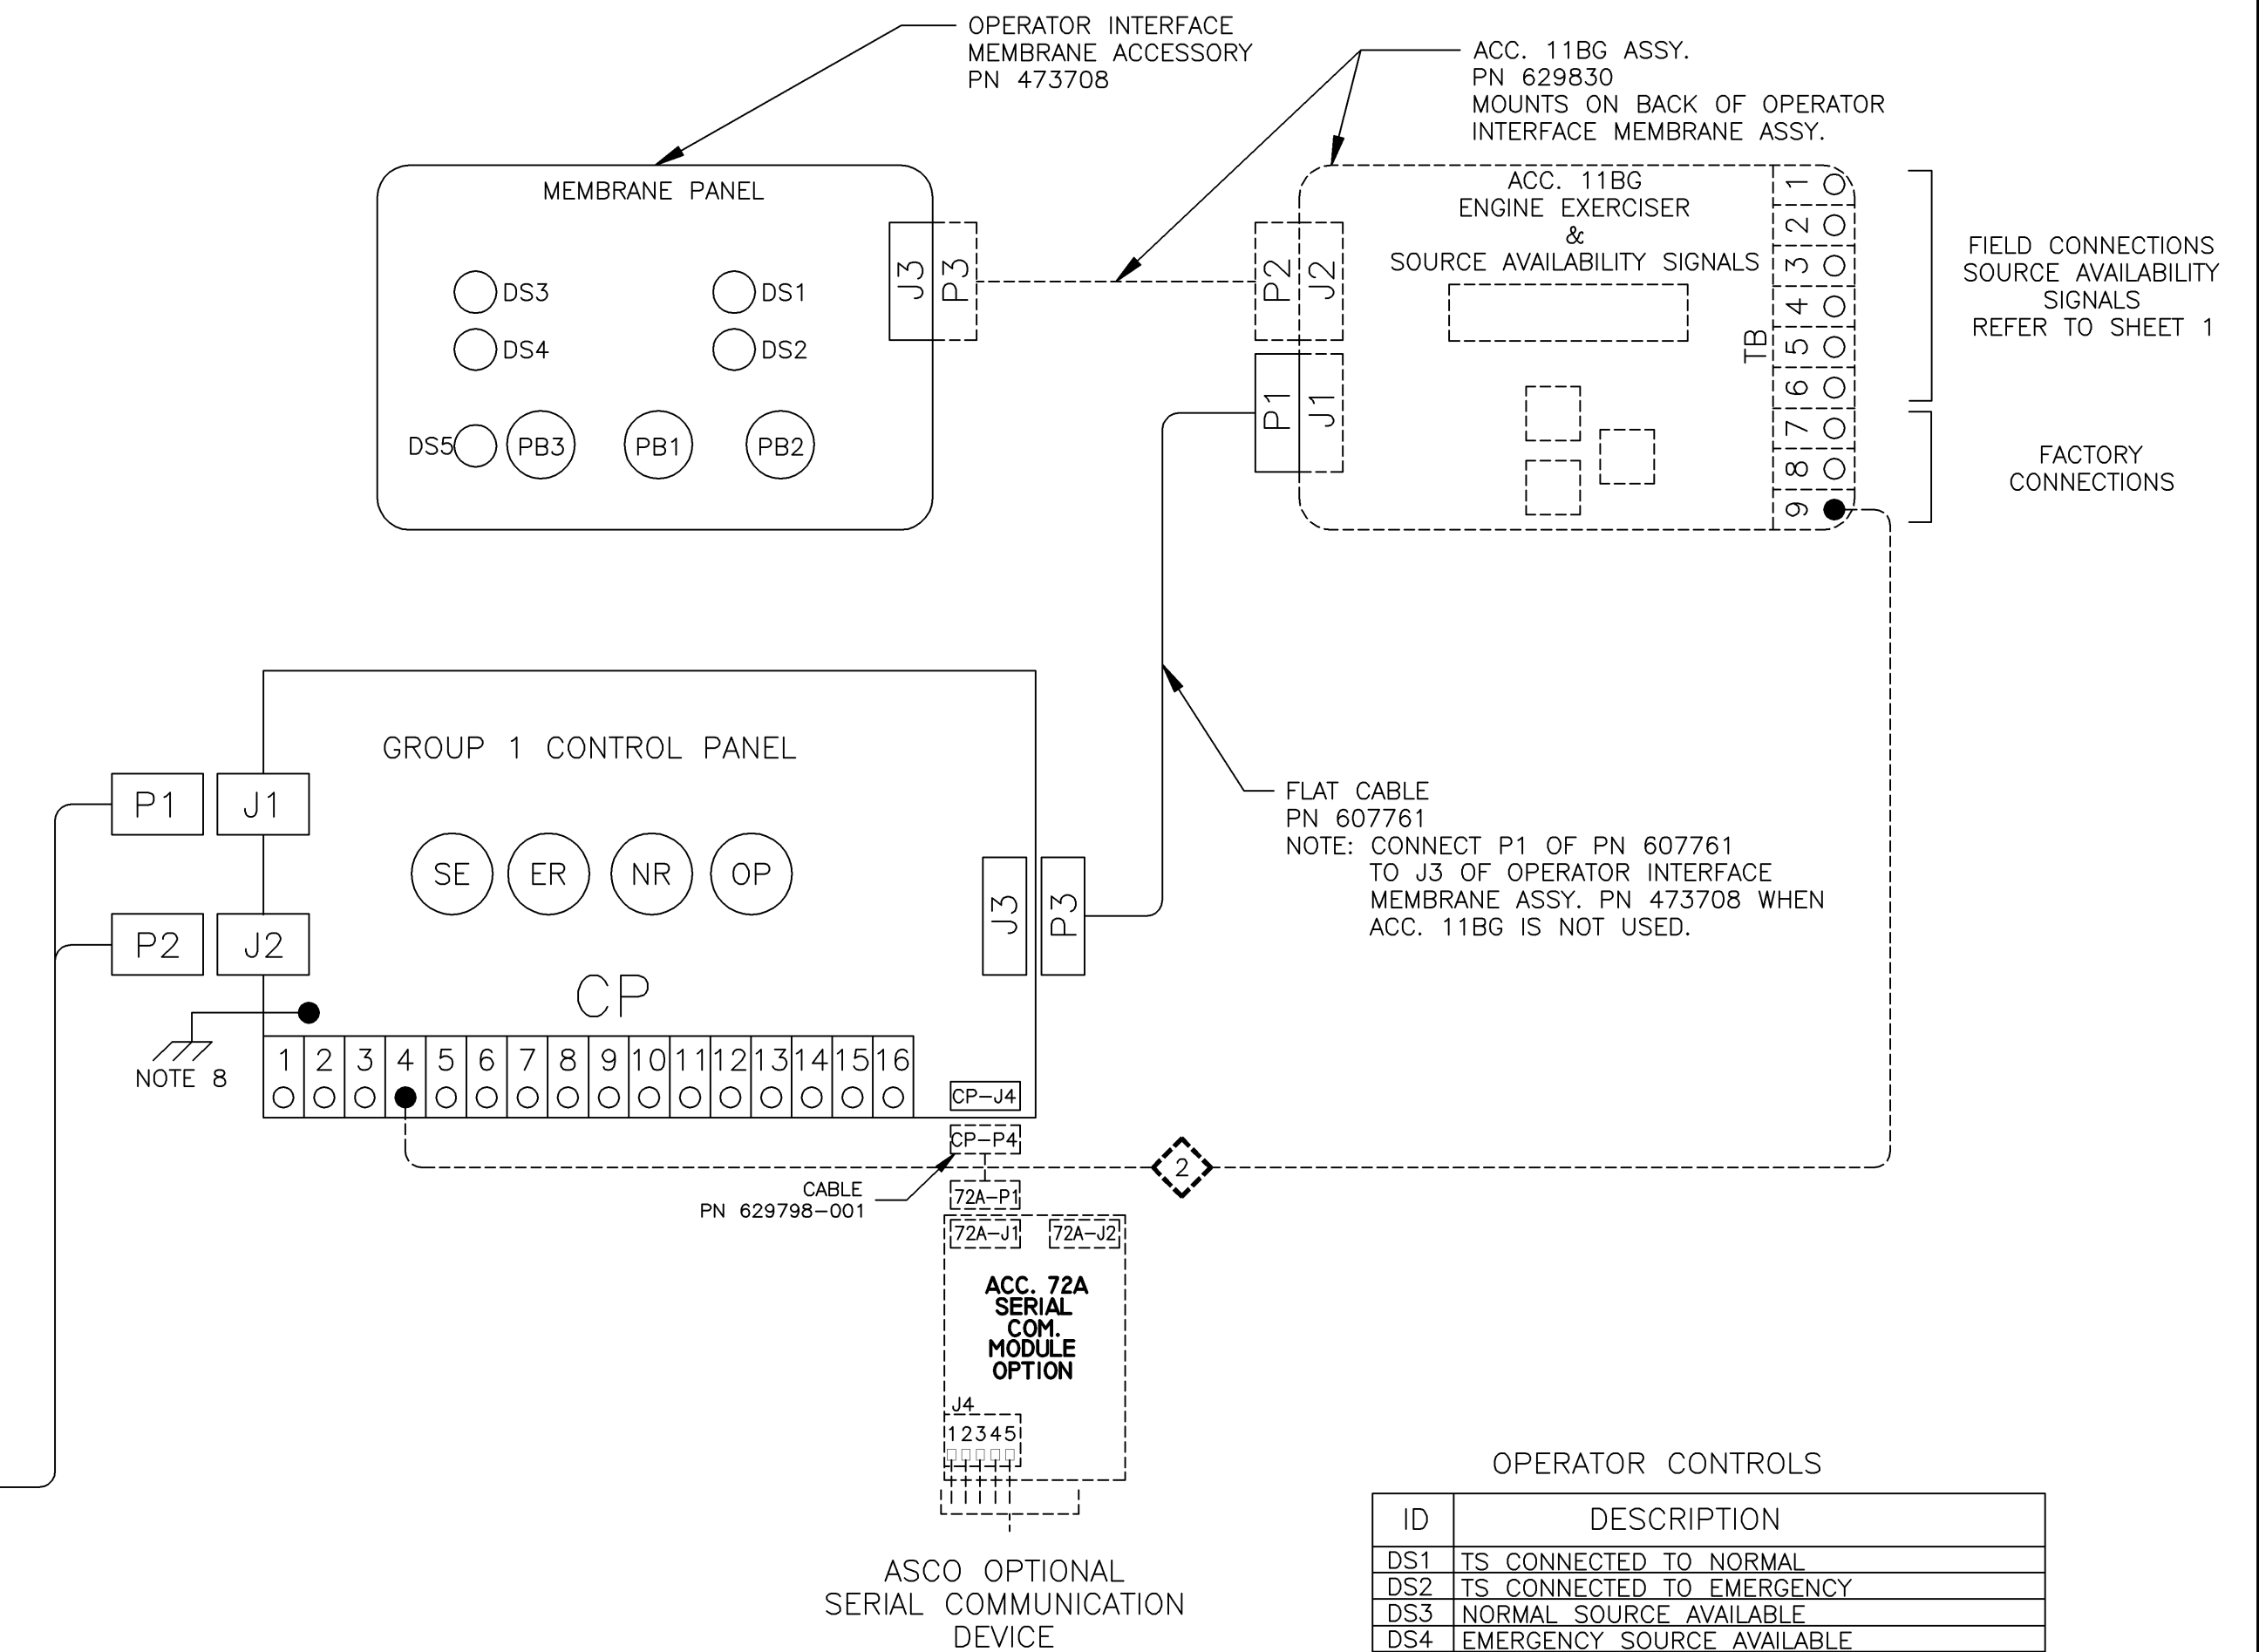 OPERATOR INTERFACE
MEMBRANE ACCESSORY
PN 473708
ACC. 11BG ASSY.
PN 629830
MOUNTS ON BACK OF OPERATOR
INTERFACE MEMBRANE ASSY.
MEMBRANE PANEL
DS3
DS1
DS4
DS2
DS5
PB3
PB1
PB2
J3
P3
P2
J2
P1
J1
ACC. 11BG
ENGINE EXERCISER
&
SOURCE AVAILABILITY SIGNALS
TB
1
2
3
4
5
6
7
8
9
FIELD CONNECTIONS
SOURCE AVAILABILITY
SIGNALS
REFER TO SHEET 1
FACTORY
CONNECTIONS
GROUP 1 CONTROL PANEL
P1
J1
P2
J2
SE
ER
NR
OP
J3
P3
CP
NOTE 8
1 2 3 4 5 6 7 8 9 10 11 12 13 14 15 16
CP-J4
CP-P4
FLAT CABLE
PN 607761
NOTE: CONNECT P1 OF PN 607761
TO J3 OF OPERATOR INTERFACE
MEMBRANE ASSY. PN 473708 WHEN
ACC. 11BG IS NOT USED.
2
CABLE
PN 629798-001
72A-P1
72A-J1
72A-J2
ACC. 72A
SERIAL
COM.
MODULE
OPTION
J4
12345
ASCO OPTIONAL
SERIAL COMMUNICATION
DEVICE
OPERATOR CONTROLS
ID DESCRIPTION
DS1 TS CONNECTED TO NORMAL
DS2 TS CONNECTED TO EMERGENCY
DS3 NORMAL SOURCE AVAILABLE
DS4 EMERGENCY SOURCE AVAILABLE